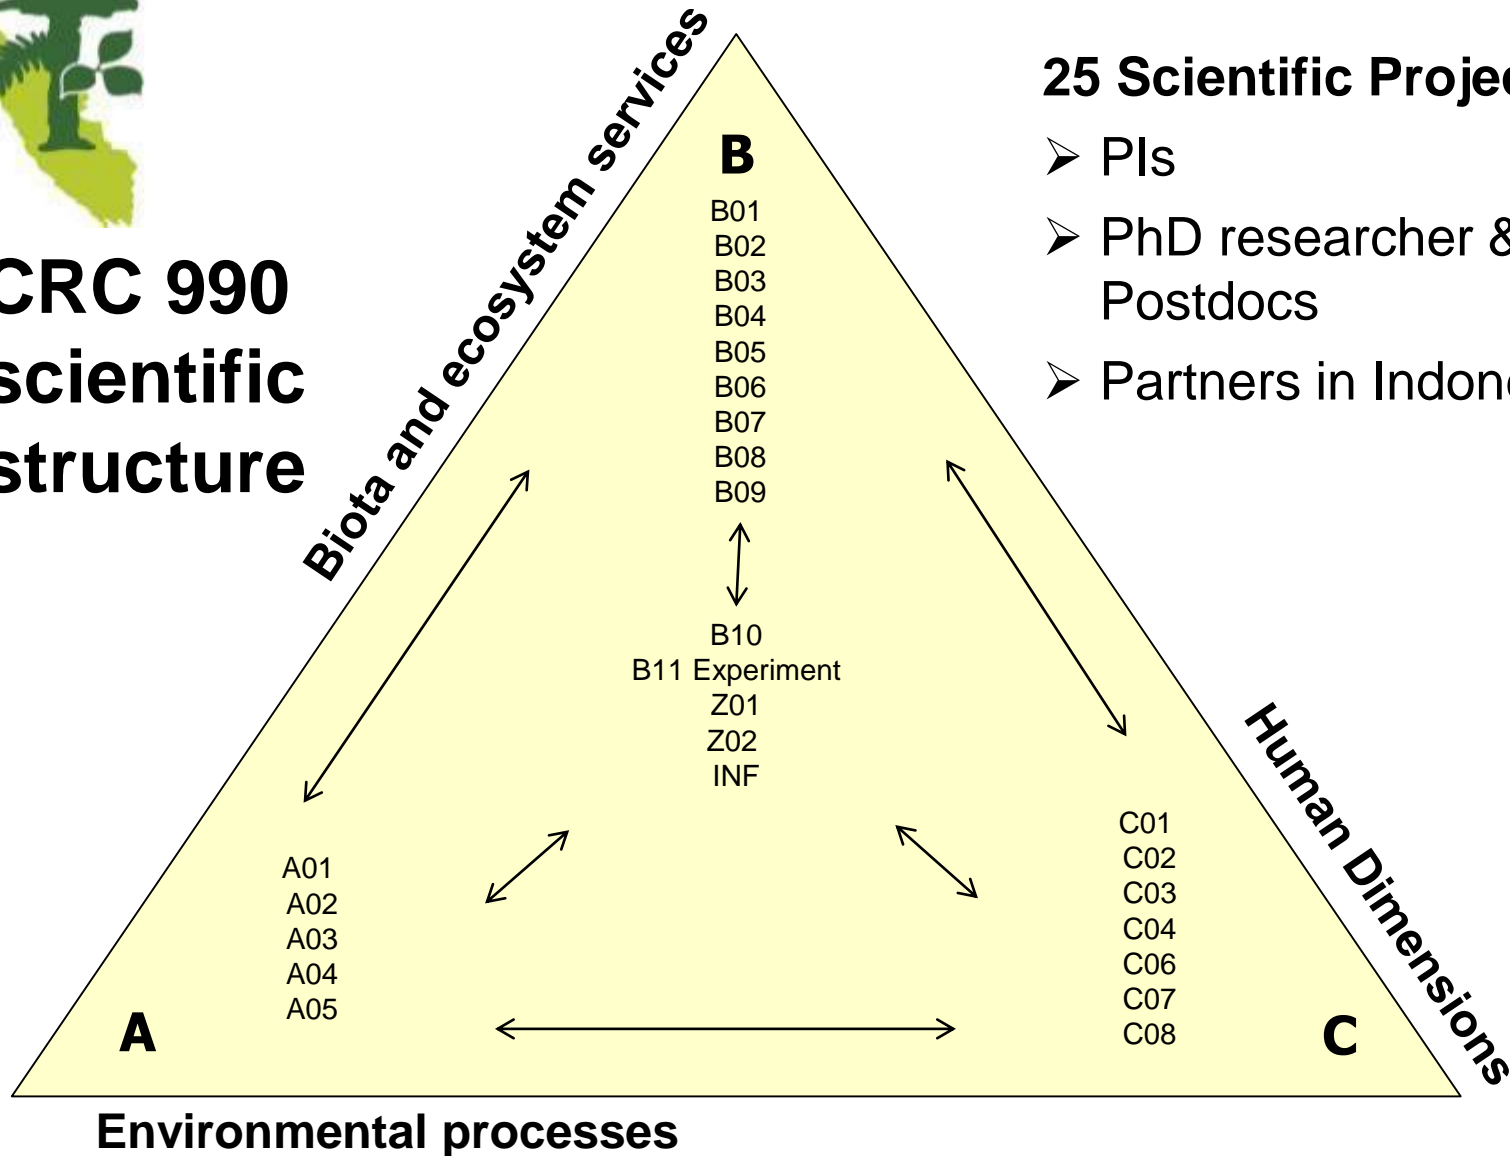 CRC 990
scientific
structure
Biota and ecosystem services
25 Scientific Projec
➢ PIs
➢ PhD researcher &
Postdocs
➢ Partners in Indone
B
B01
B02
B03
B04
B05
B06
B07
B08
B09
B10
B11 Experiment
Z01
Z02
INF
A01
A02
A03
A04
A05
A
C01
C02
C03
C04
C06
C07
C08
C
Human Dimensions
Environmental processes